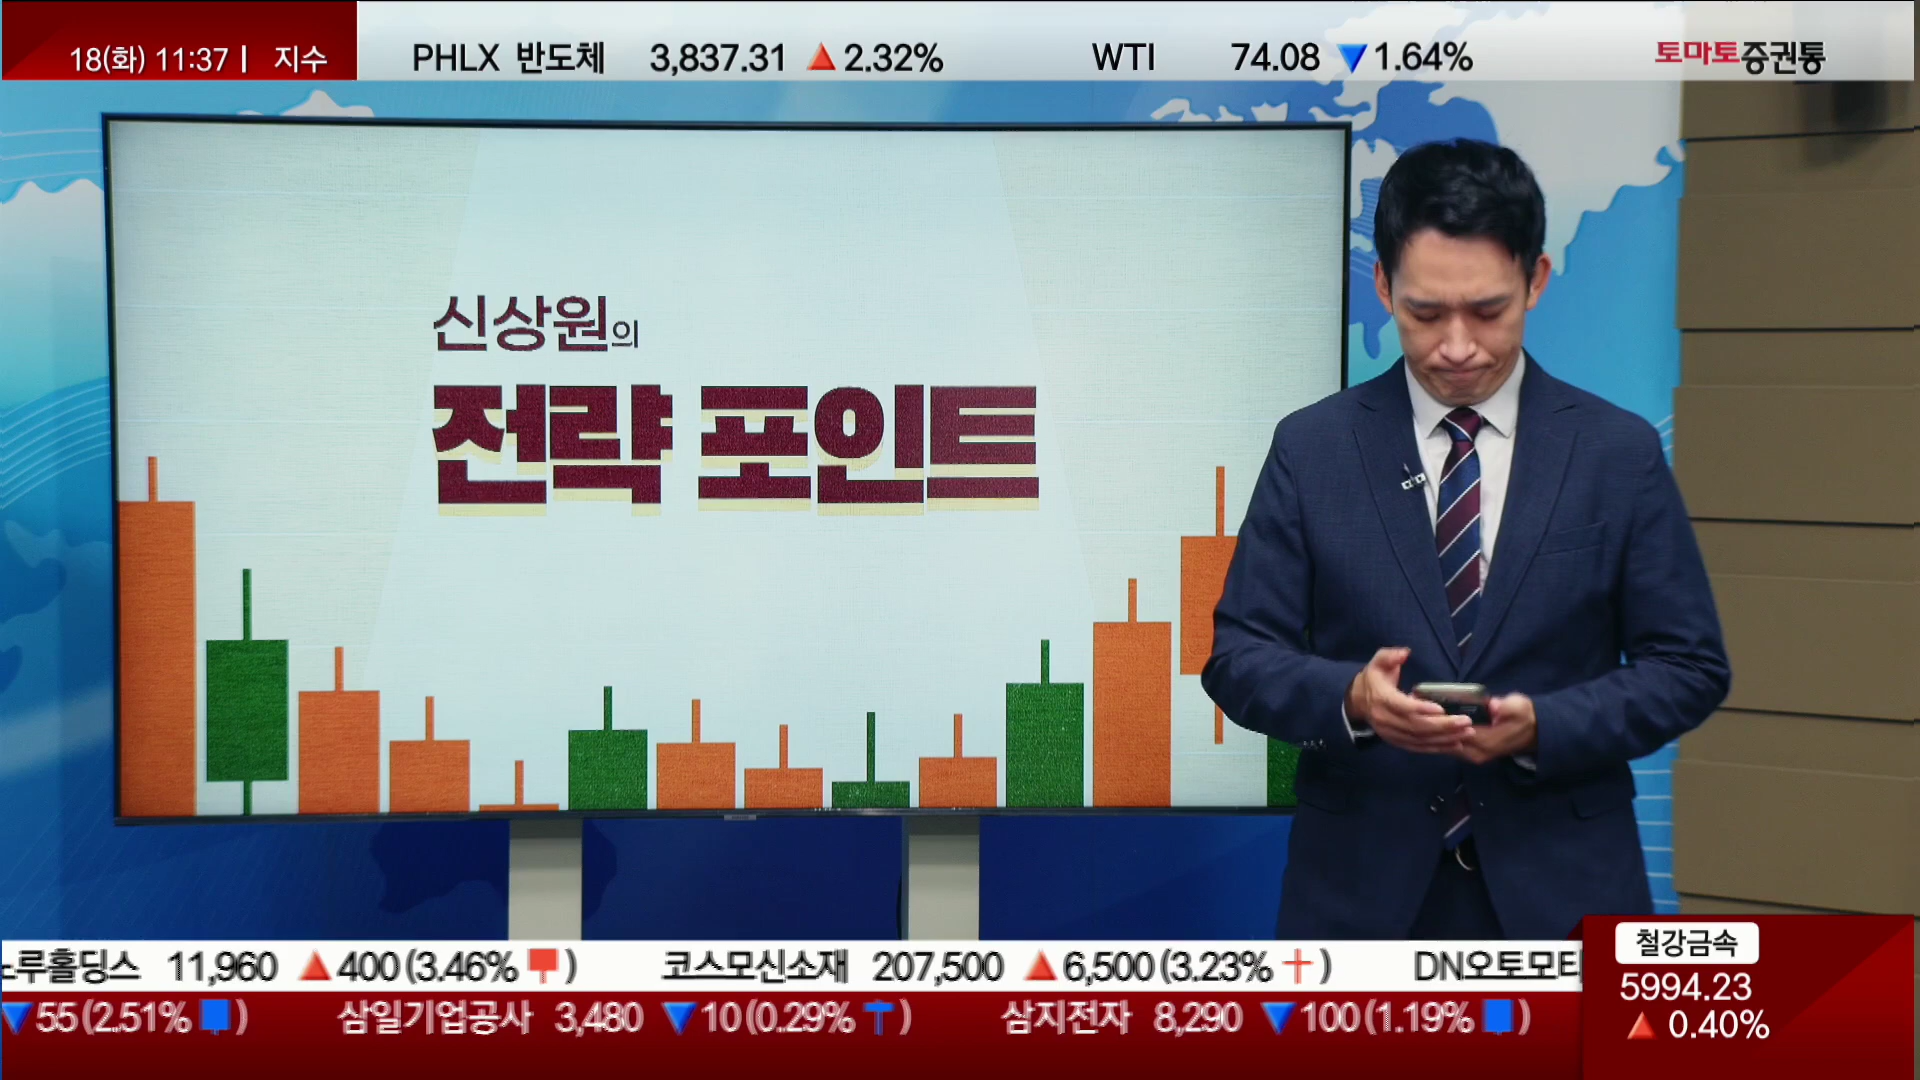 18(화) 11:37 | 지수
PHLX 반도체 3,837.31 ▲ 2.32%
WTI 74.08 ▼ 1.64%
토마토증권통
신상원의
전략 포인트
노루홀딩스 11,960 ▲400 (3.46%) 코스모신소재 207,500 ▲6,500 (3.23%) DN오토모티
▼55 (2.51%) 삼일기업공사 3,480 ▼10 (0.29%) 삼지전자 8,290 ▼100 (1.19%)
철강금속
5994.23
▲ 0.40%